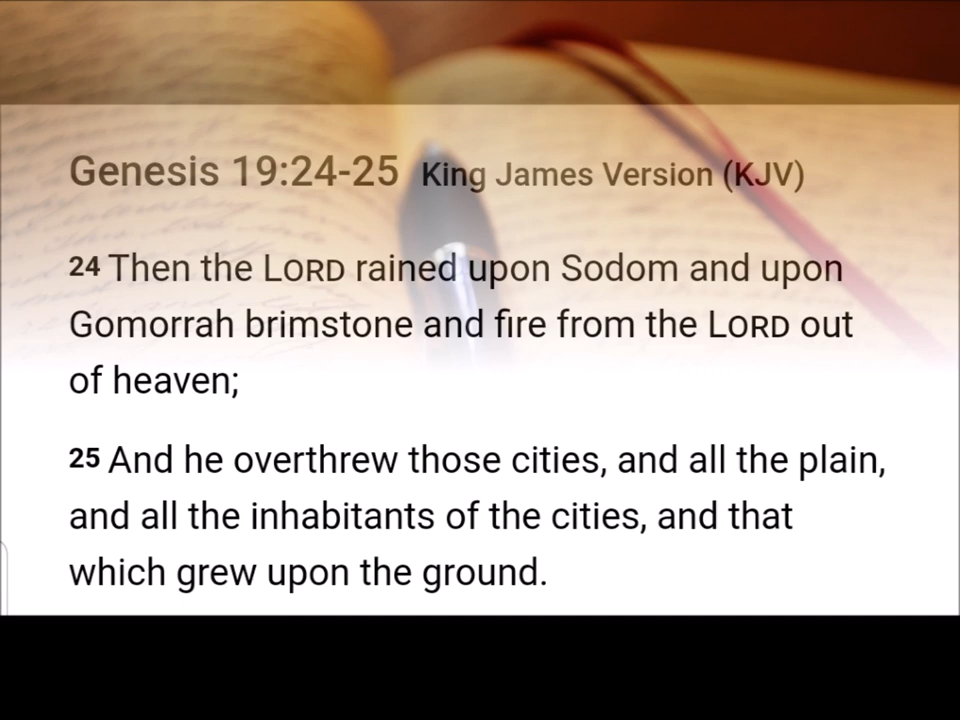 Genesis 19:24-25 King James Version (KJV)
24 Then the LORD rained upon Sodom and upon
Gomorrah brimstone and fire from the LORD out
of heaven;
25 And he overthrew those cities, and all the plain,
and all the inhabitants of the cities, and that
which grew upon the ground.